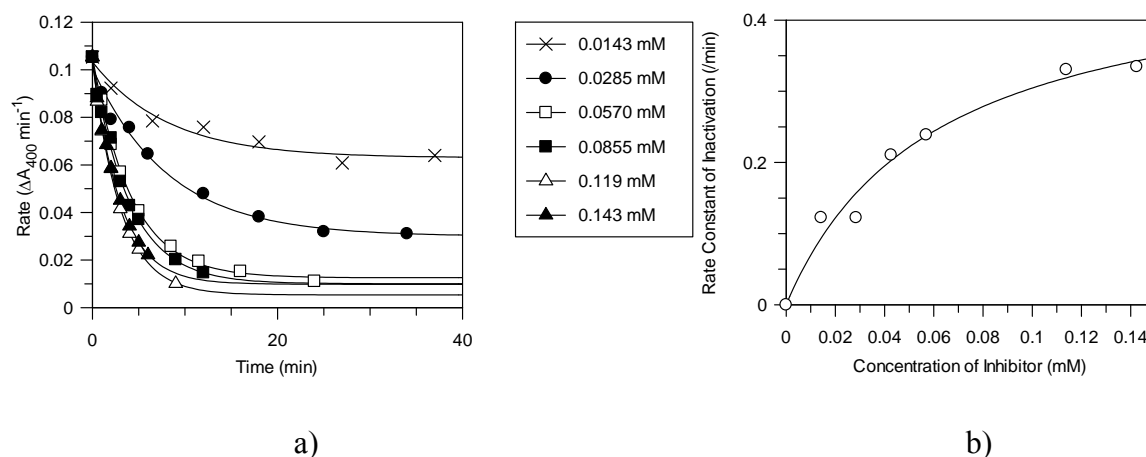 0.12
0.1
0.08
0.06
0.04
0.02
0
Rate (ΔA400 min-1)
0
20
40
Time (min)
0.0143 mM
0.0285 mM
0.0570 mM
0.0855 mM
0.119 mM
0.143 mM
0.4
0.2
0
Rate Constant of Inactivation (/min)
0 0.02 0.04 0.06 0.08 0.1 0.12 0.14
Concentration of Inhibitor (mM)
a)
b)